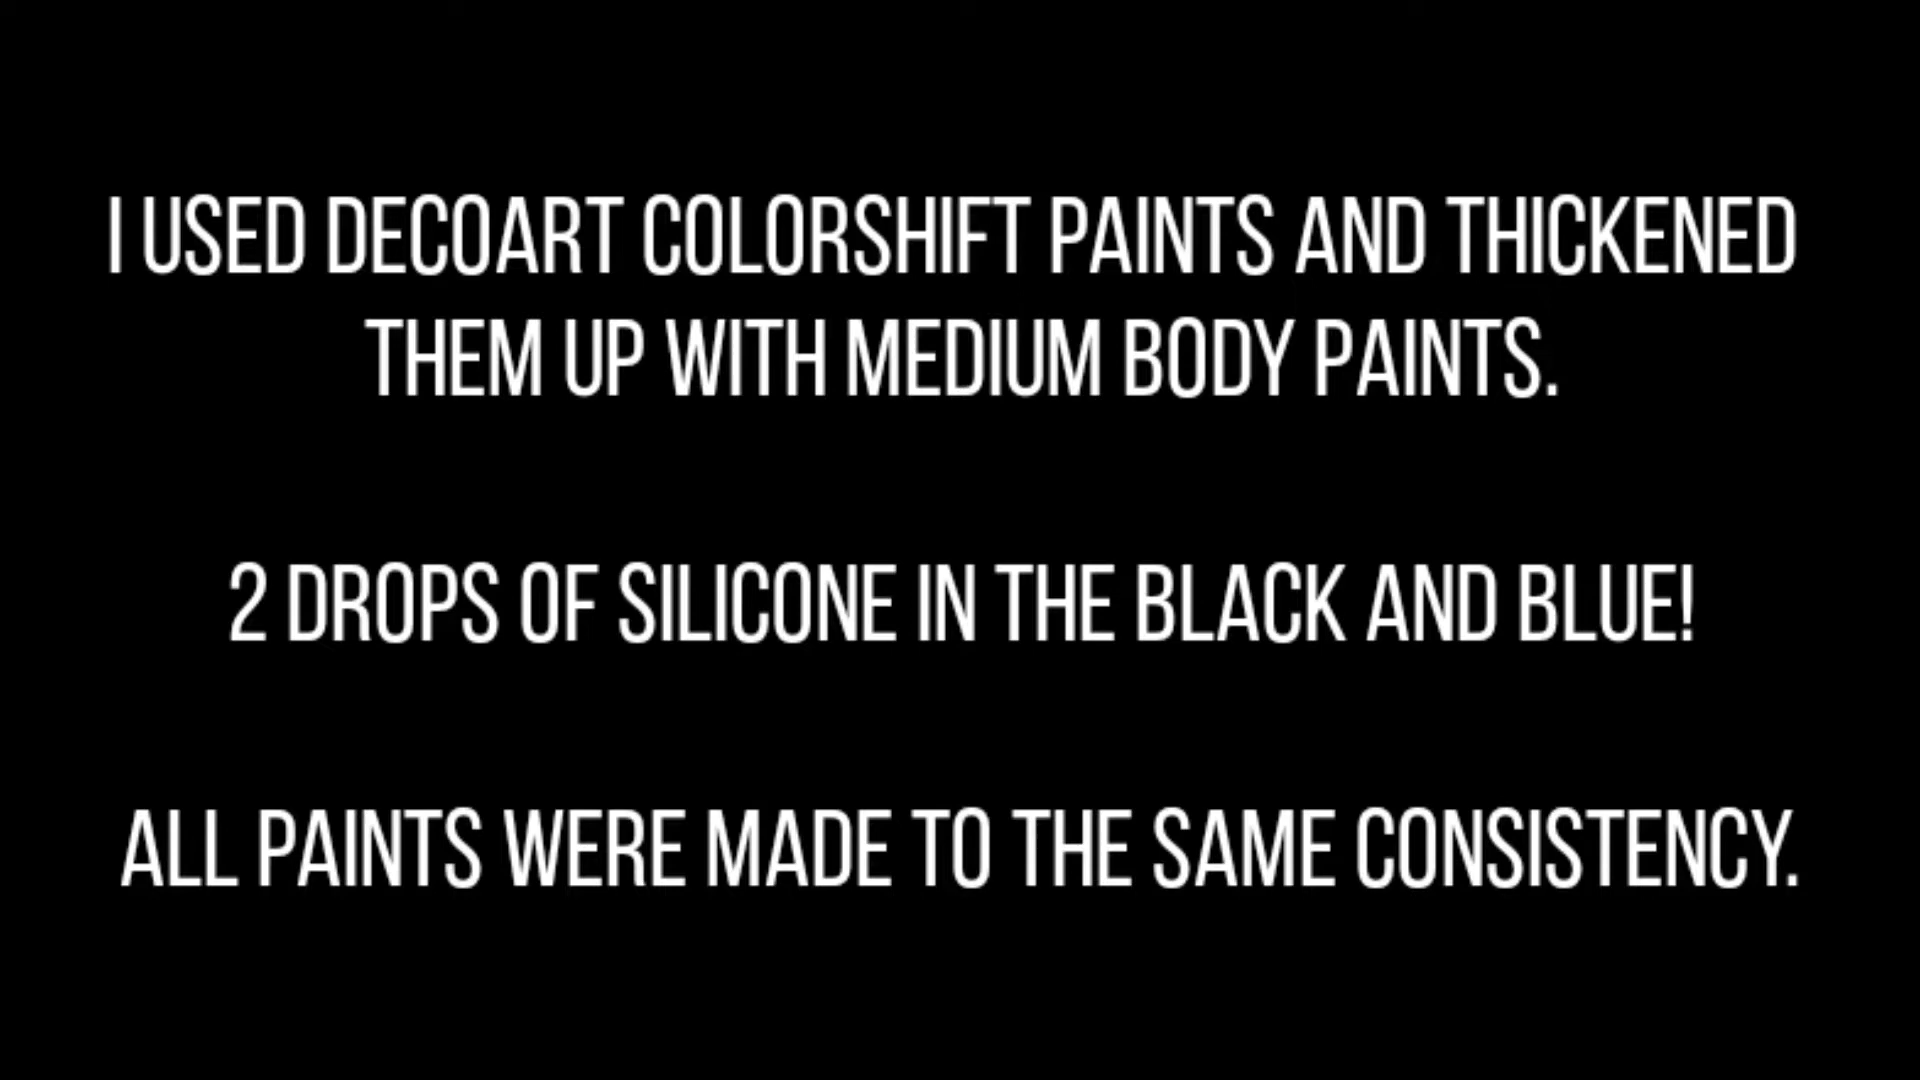 I USED DECOART COLORSHIFT PAINTS AND THICKENED
THEM UP WITH MEDIUM BODY PAINTS.
2 DROPS OF SILICONE IN THE BLACK AND BLUE!
ALL PAINTS WERE MADE TO THE SAME CONSISTENCY.